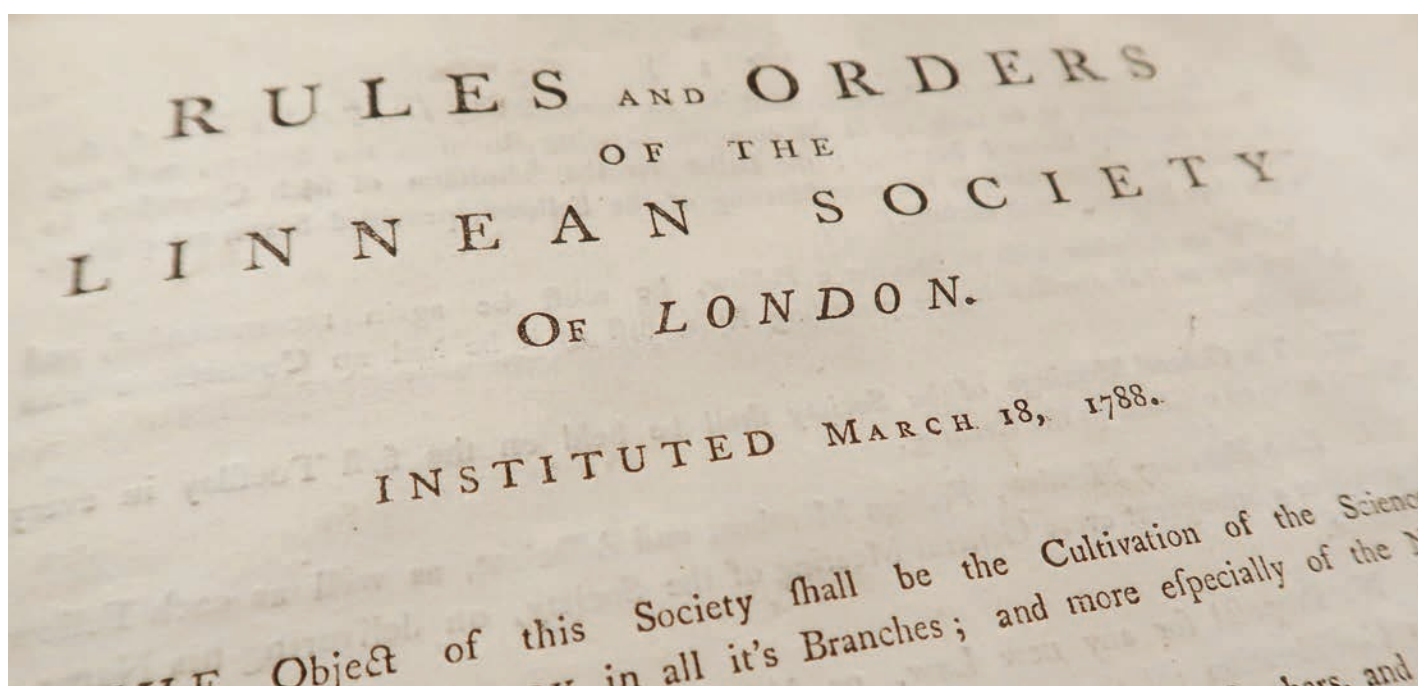 RULES AND ORDERS
OF THE
LINNEAN SOCIETY
OF LONDON.
INSTITUTED MARCH 18, 1788.
Object of this Society ſhall be the Cultivation of the
in all it's Branches; and more eſpecially of the
and